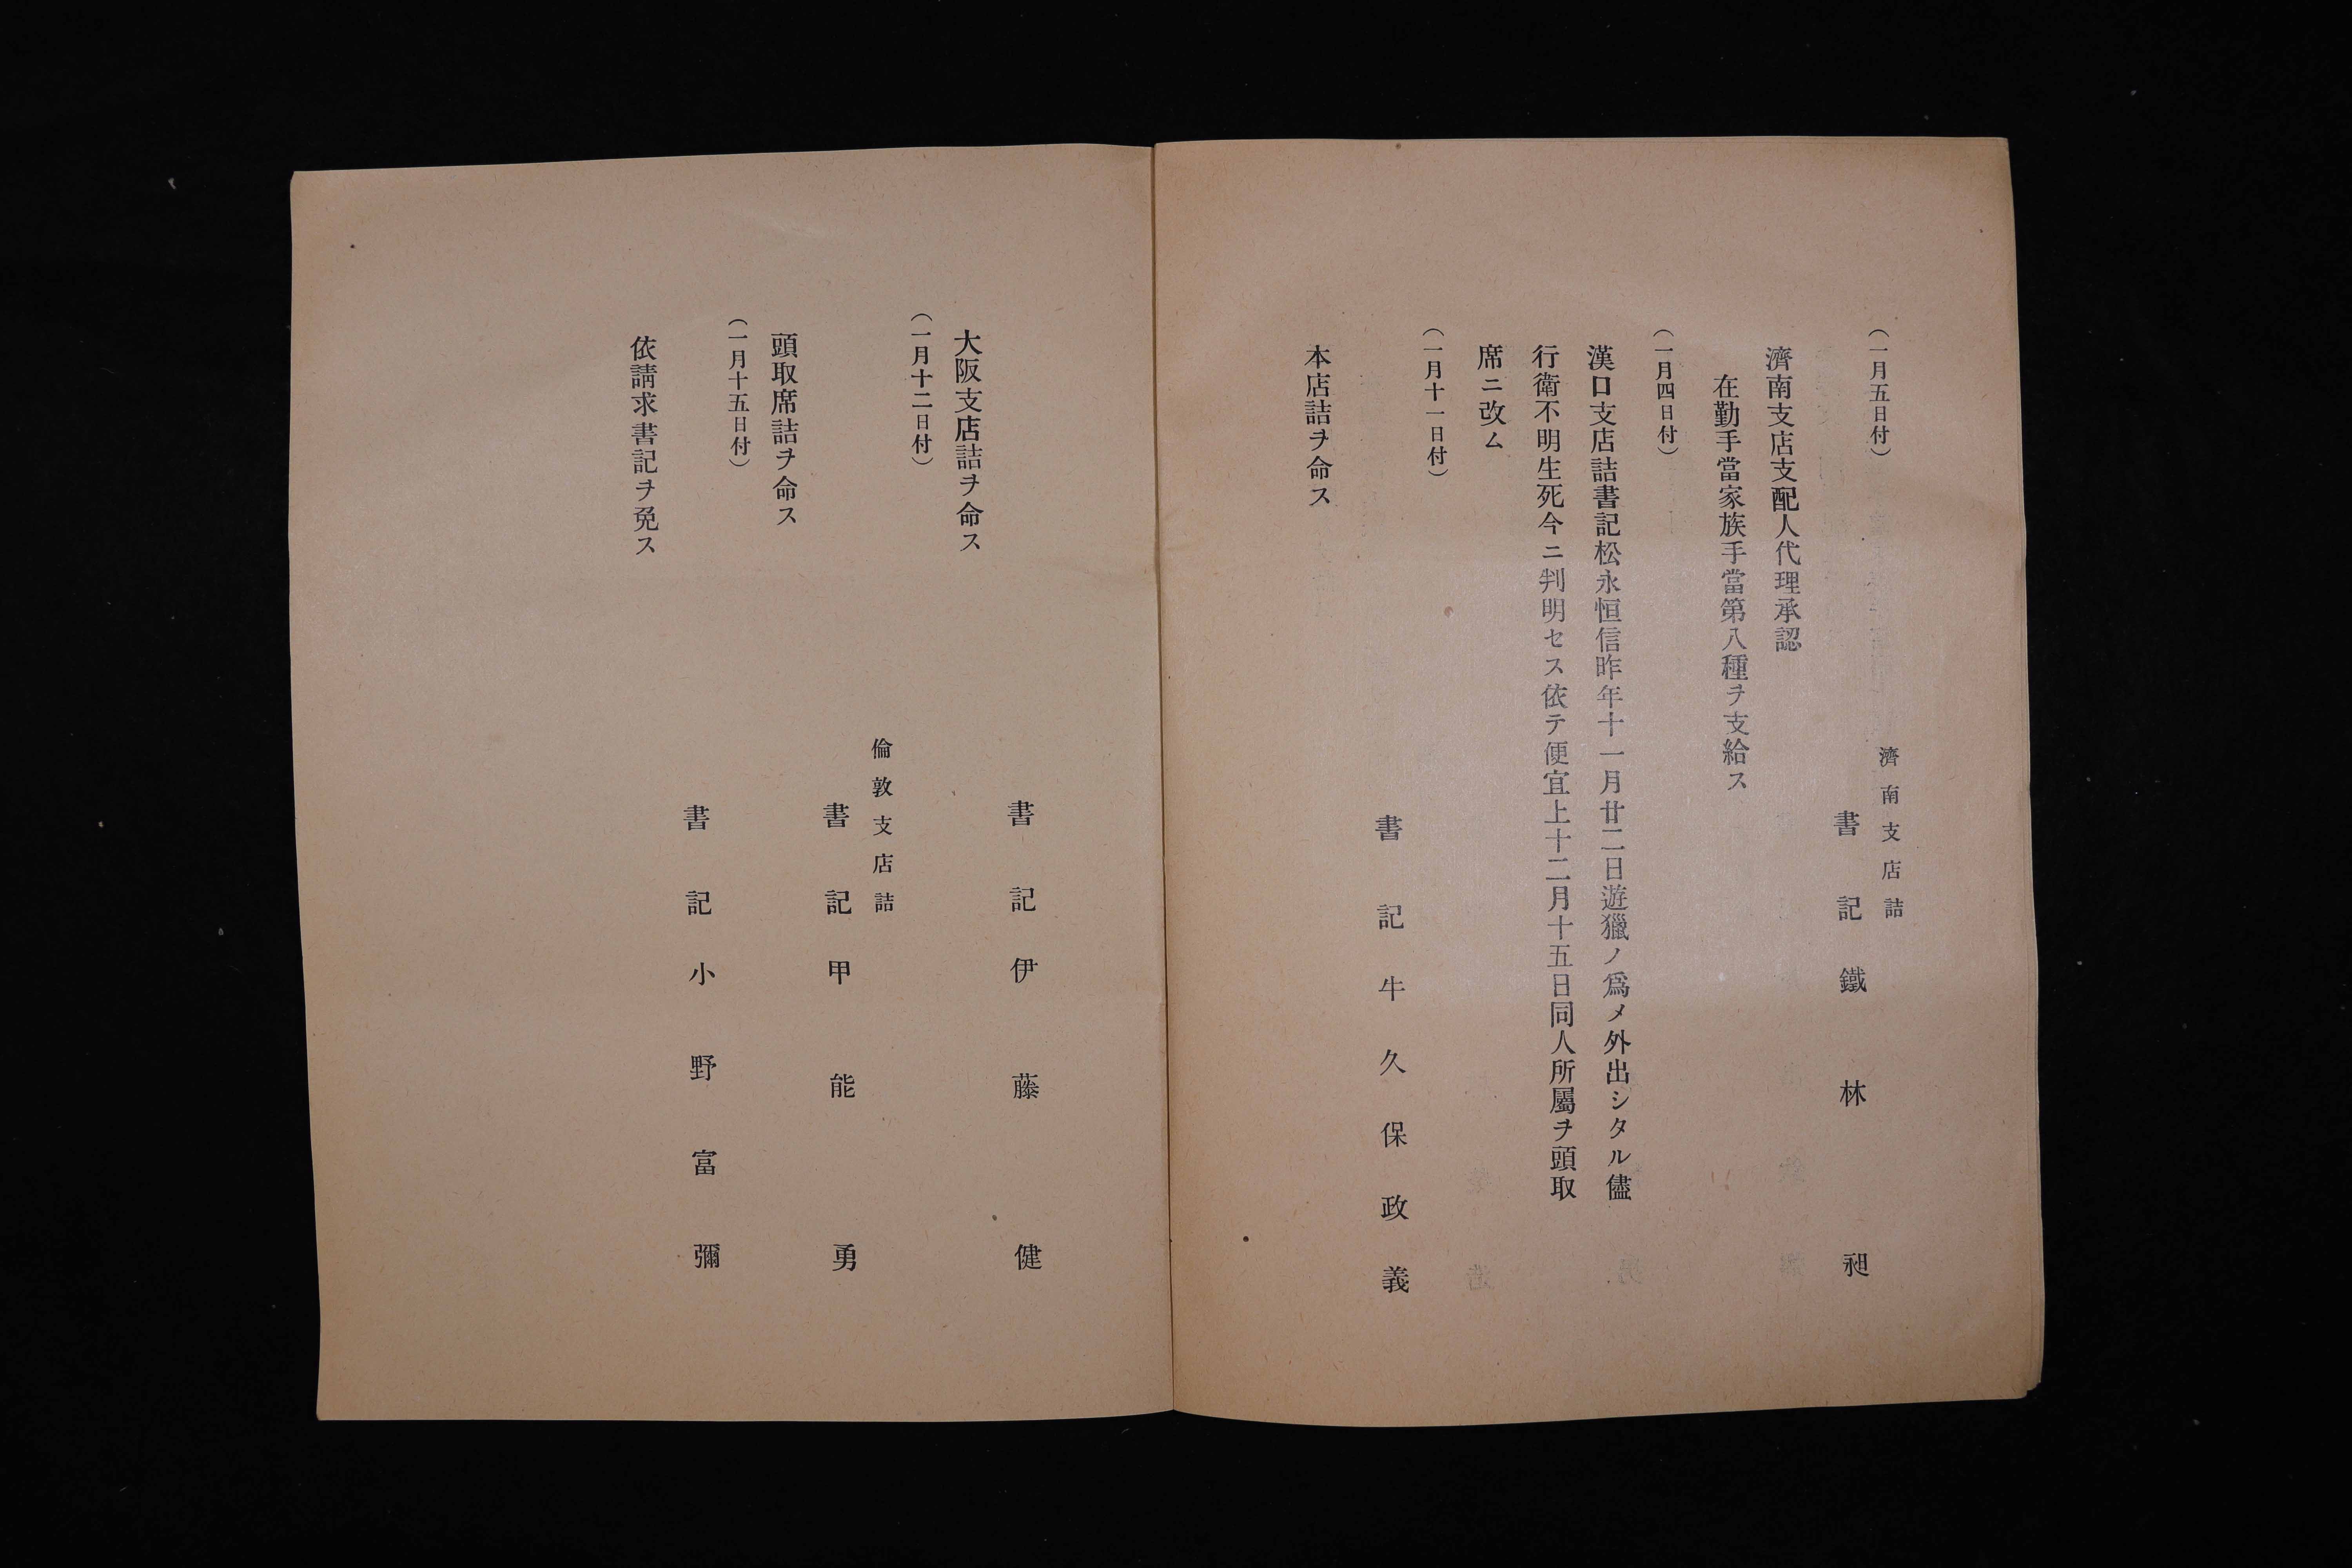 （一月五日付）
濟南支店詰
書記鐵林昶
濟南支店支配人代理承認
在勤手當家族手當第八種ヲ支給ス
（一月四日付）
漢口支店詰書記松永恒信昨年十一月廿二日遊獵ノ爲メ外出シタル儘
行衛不明生死今ニ判明セス依テ便宜上十二月十五日同人所屬ヲ頭取
席ニ改ム
（一月十一日付）
書記牛久保政義
本店詰ヲ命ス
書記伊藤健
大阪支店詰ヲ命ス
（一月十二日付）
倫敦支店詰
書記甲能勇
頭取席詰ヲ命ス
（一月十五日付）
書記小野富彌
依請求書記ヲ免ス